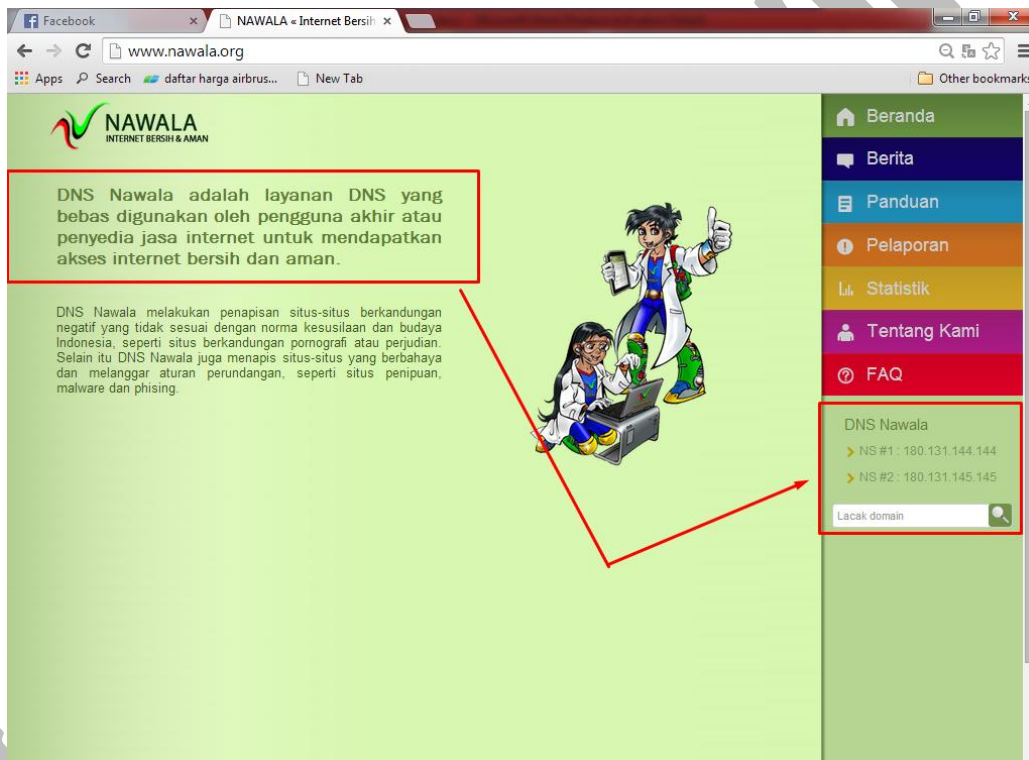 Facebook
NAWALA « Internet Bersih
www.nawala.org
Apps Search daftar harga airbrus... New Tab Other bookmarks
NAWALA
INTERNET BERSIH & AMAN
DNS Nawala adalah layanan DNS yang
bebas digunakan oleh pengguna akhir atau
penyedia jasa internet untuk mendapatkan
akses internet bersih dan aman.
DNS Nawala melakukan penapisan situs-situs berkandungan
negatif yang tidak sesuai dengan norma kesusilaan dan budaya
Indonesia, seperti situs berkandungan pornografi atau perjudian.
Selain itu DNS Nawala juga menapis situs-situs yang berbahaya
dan melanggar aturan perundangan, seperti situs penipuan,
malware dan phising.
Beranda
Berita
Panduan
Pelaporan
Statistik
Tentang Kami
FAQ
DNS Nawala
NS #1 : 180.131.144.144
NS #2 : 180.131.145.145
Lacak domain